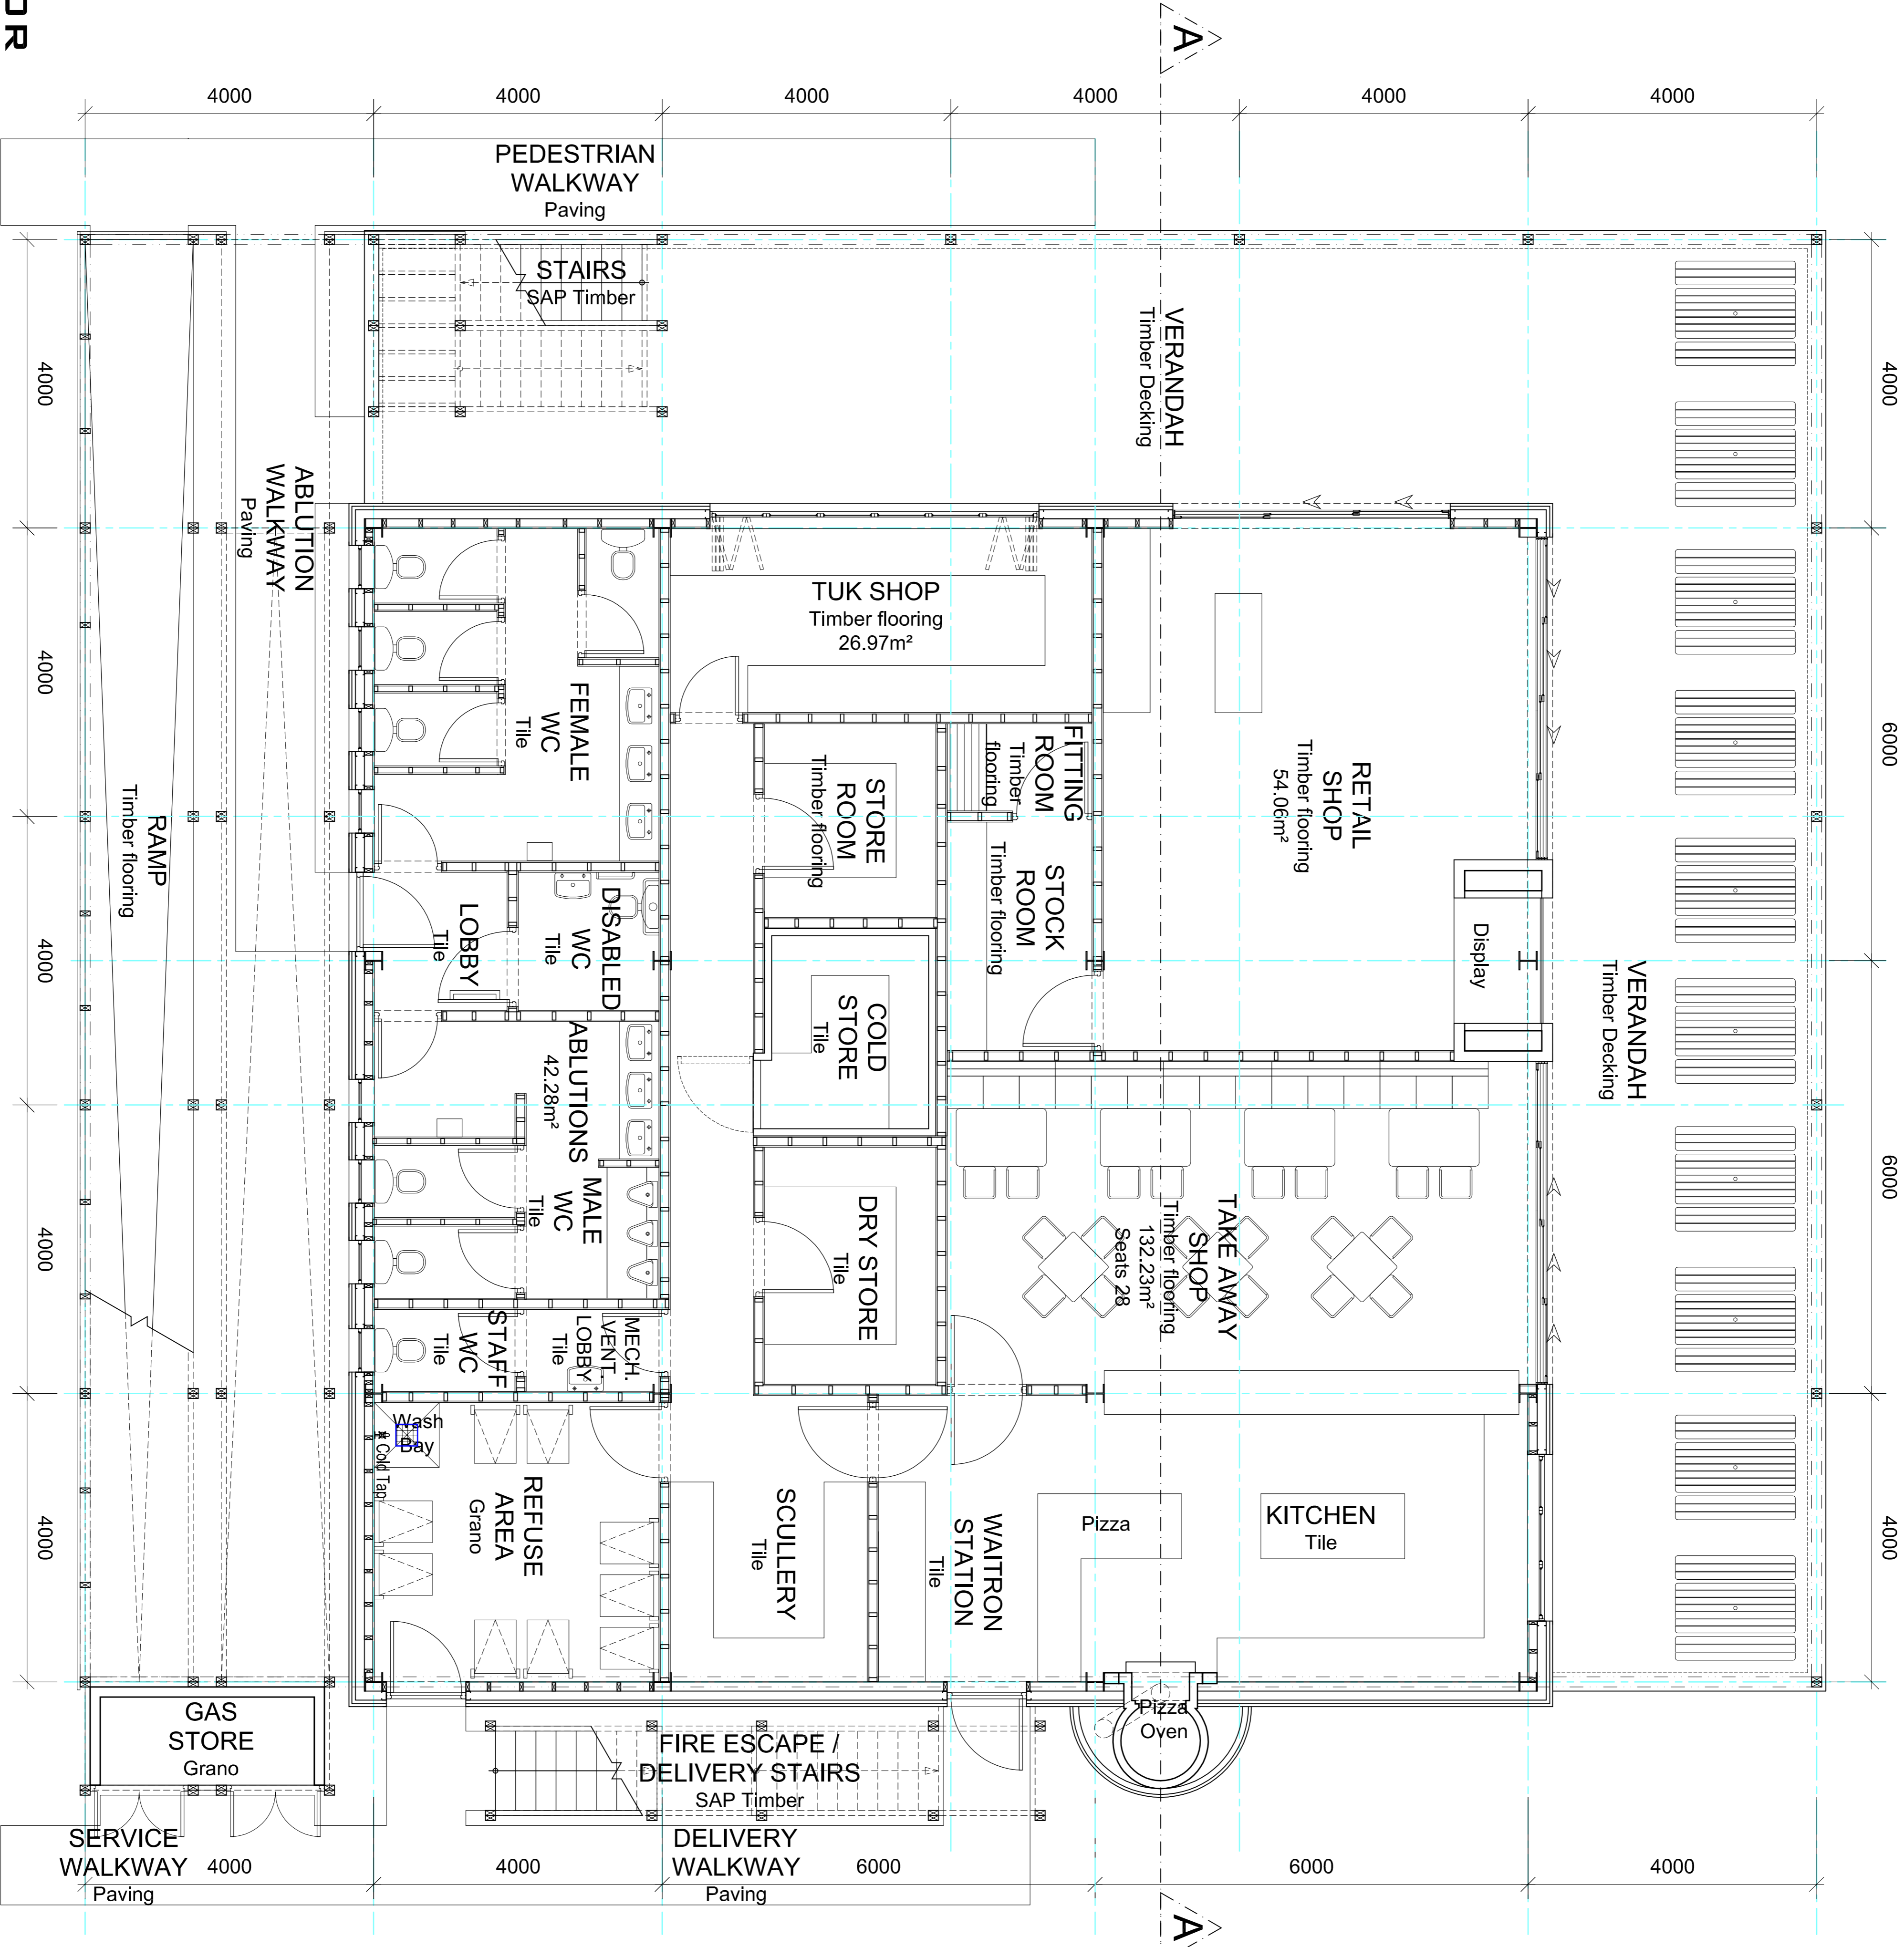 OR
A
4000
4000
4000
4000
4000
4000
PEDESTRIAN
WALKWAY
Paving
STAIRS
SAP Timber
VERANDAH
Timber Decking
4000
4000
4000
4000
4000
4000
6000
6000
4000
ABLUTION
WALKWAY
Paving
RAMP
Timber flooring
TUK SHOP
Timber flooring
26.97m²
FEMALE
WC
Tile
FITTING
ROOM
Timber
flooring
RETAIL
SHOP
Timber flooring
54.06m²
STORE
ROOM
Timber flooring
STOCK
ROOM
Timber flooring
DISABLED
WC
Tile
LOBBY
Tile
Display
VERANDAH
Timber Decking
COLD
STORE
Tile
ABLUTIONS
42.28m²
MALE
WC
Tile
DRY STORE
Tile
TAKE AWAY
SHOP
Timber flooring
132.23m²
Seats 28
STAFF
WC
Tile
MECH.
VENT.
LOBBY
Tile
Wash
Bay
Cold Tap
REFUSE
AREA
Grano
SCULLERY
Tile
WAITRON
STATION
Tile
Pizza
KITCHEN
Tile
Pizza
Oven
GAS
STORE
Grano
FIRE ESCAPE /
DELIVERY STAIRS
SAP Timber
SERVICE
WALKWAY
Paving
DELIVERY
WALKWAY
Paving
4000
4000
6000
6000
4000
A